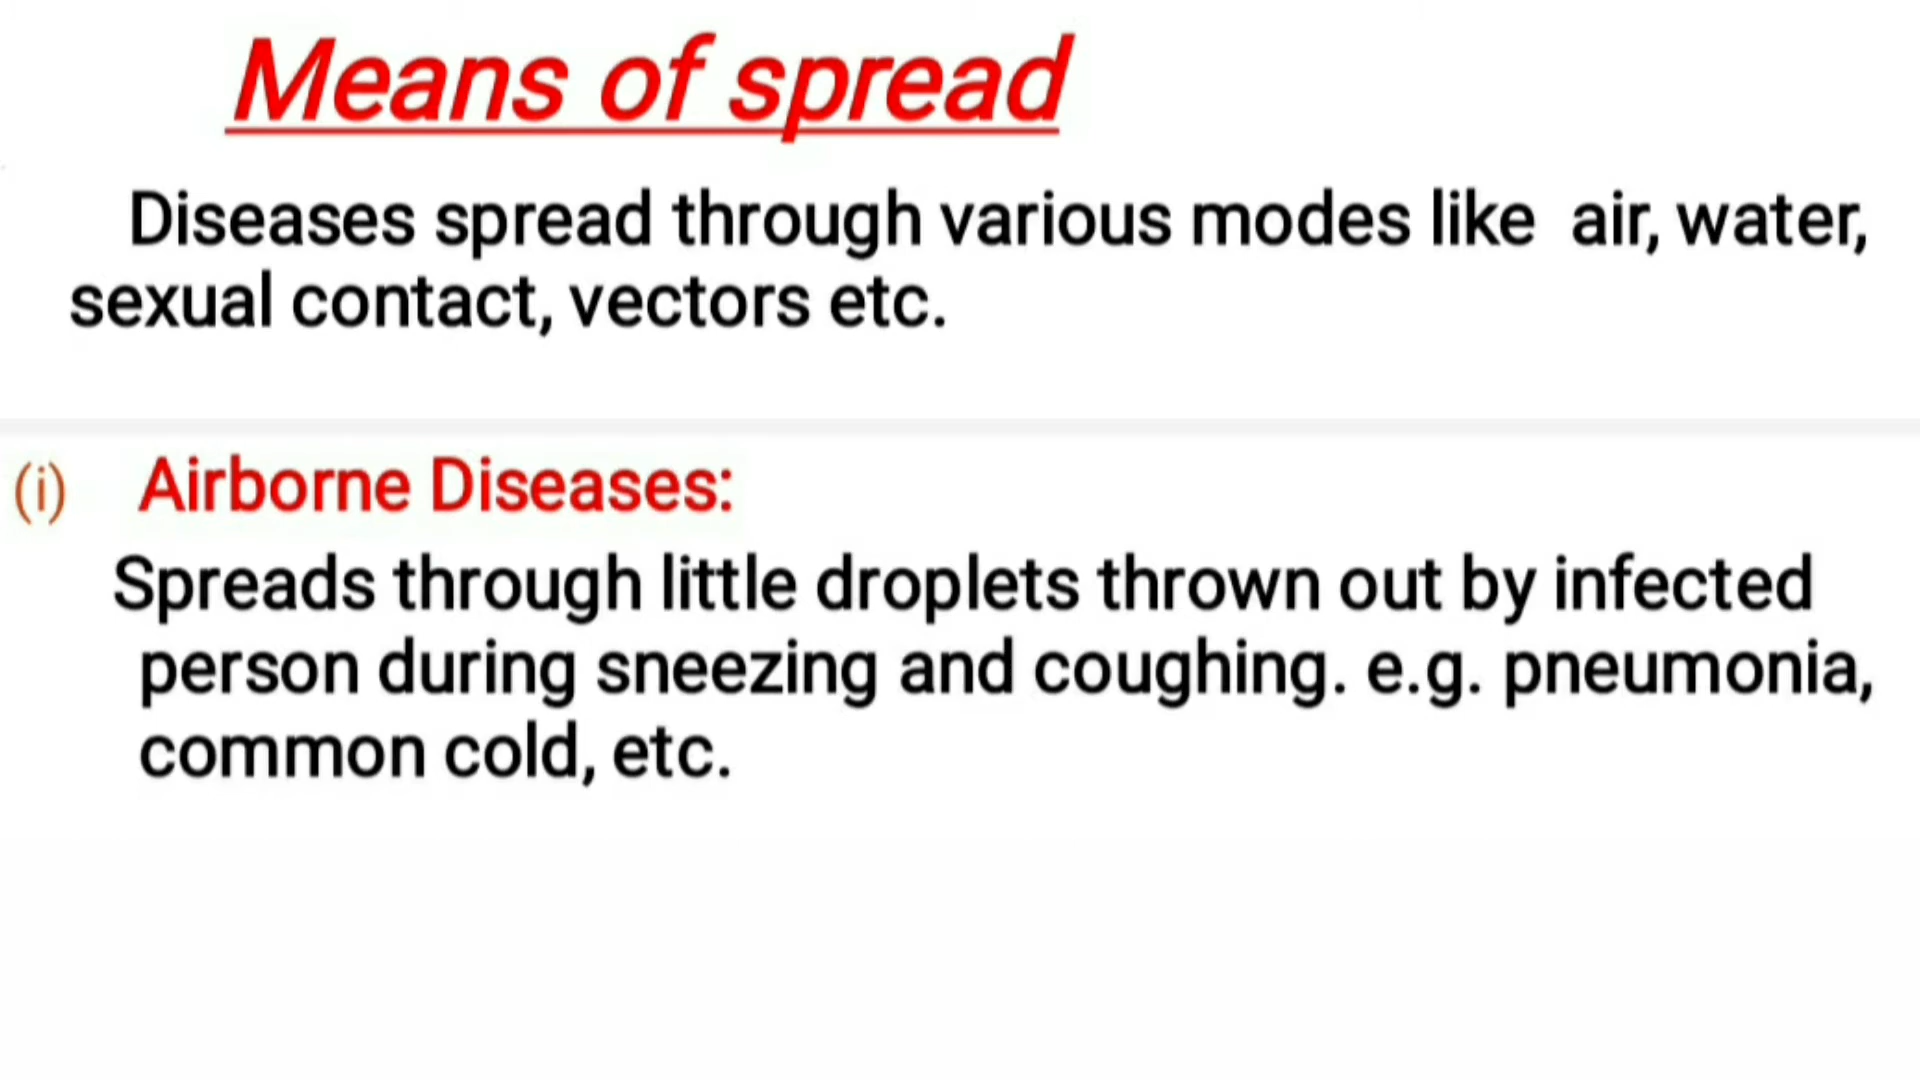 Means of spread
Diseases spread through various modes like air, water,
sexual contact, vectors etc.
(i) Airborne Diseases:
Spreads through little droplets thrown out by infected
person during sneezing and coughing. e.g. pneumonia,
common cold, etc.